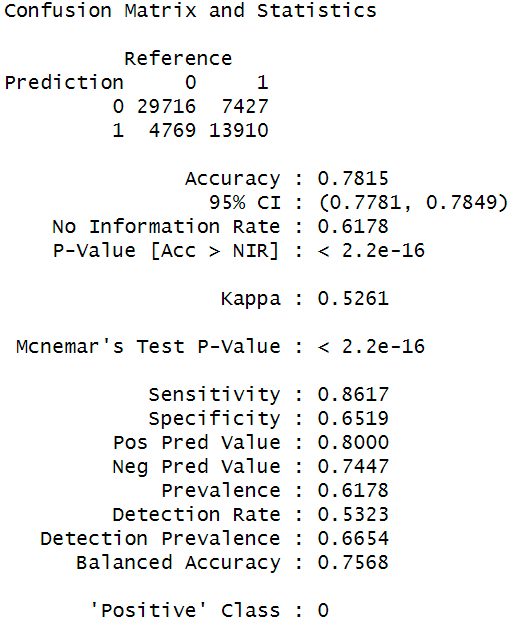 Confusion Matrix and Statistics
Reference
Prediction 0 1
0 29716 7427
1 4769 13910
Accuracy : 0.7815
95% CI : (0.7781, 0.7849)
No Information Rate : 0.6178
P-Value [Acc > NIR] : < 2.2e-16
Kappa : 0.5261
Mcnemar's Test P-Value : < 2.2e-16
Sensitivity : 0.8617
Specificity : 0.6519
Pos Pred Value : 0.8000
Neg Pred Value : 0.7447
Prevalence : 0.6178
Detection Rate : 0.5323
Detection Prevalence : 0.6654
Balanced Accuracy : 0.7568
'Positive' Class : 0